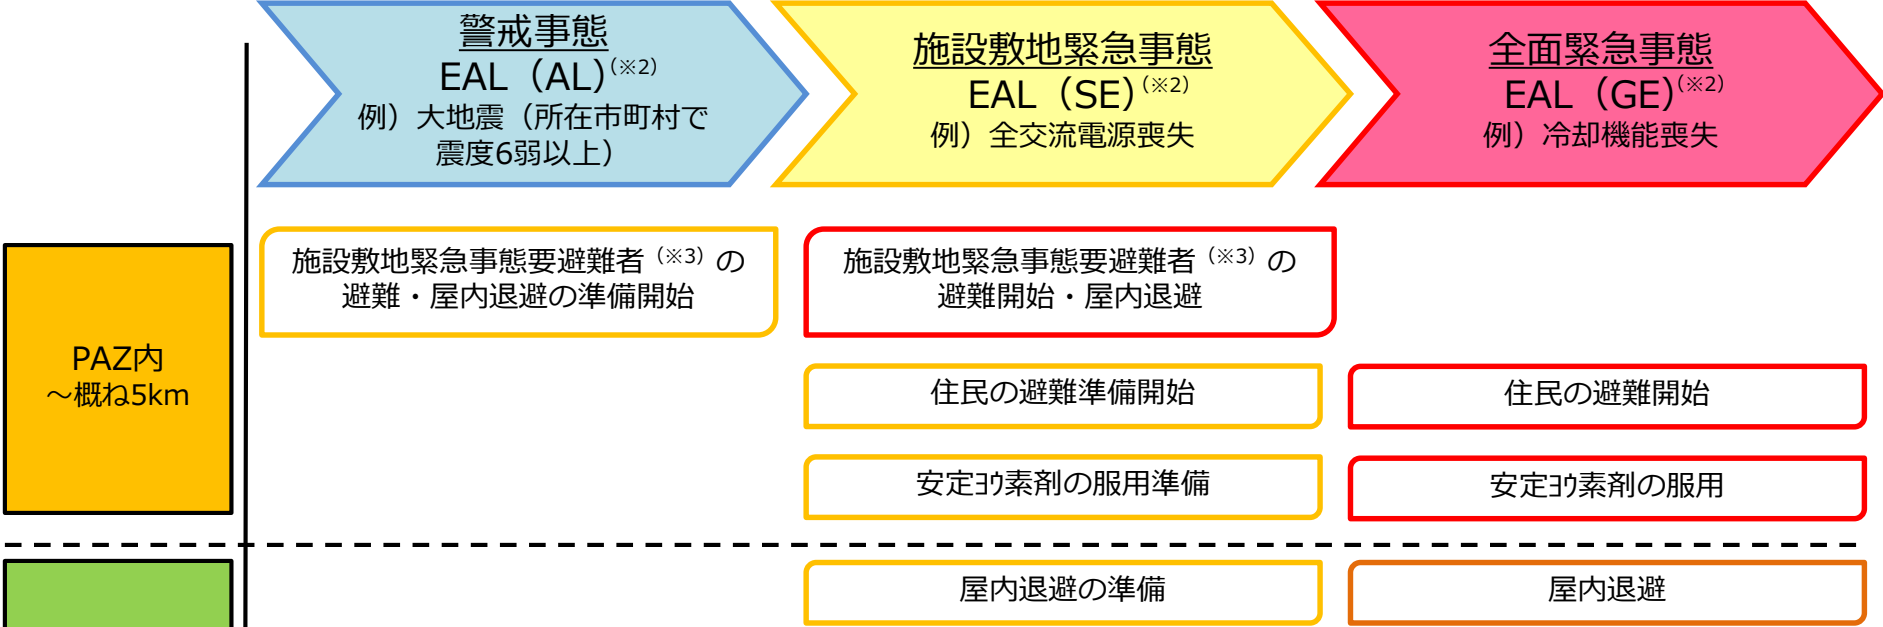 警戒事態
EAL（AL）（※2）
例）大地震（所在市町村で
震度6弱以上）
施設敷地緊急事態
EAL（SE）（※2）
例）全交流電源喪失
全面緊急事態
EAL（GE）（※2）
例）冷却機能喪失
PAZ内
～概ね5km
施設敷地緊急事態要避難者（※3）の
避難・屋内退避の準備開始
施設敷地緊急事態要避難者（※3）の
避難開始・屋内退避
住民の避難準備開始
住民の避難開始
安定ﾖｳ素剤の服用準備
安定ﾖｳ素剤の服用
屋内退避の準備
屋内退避